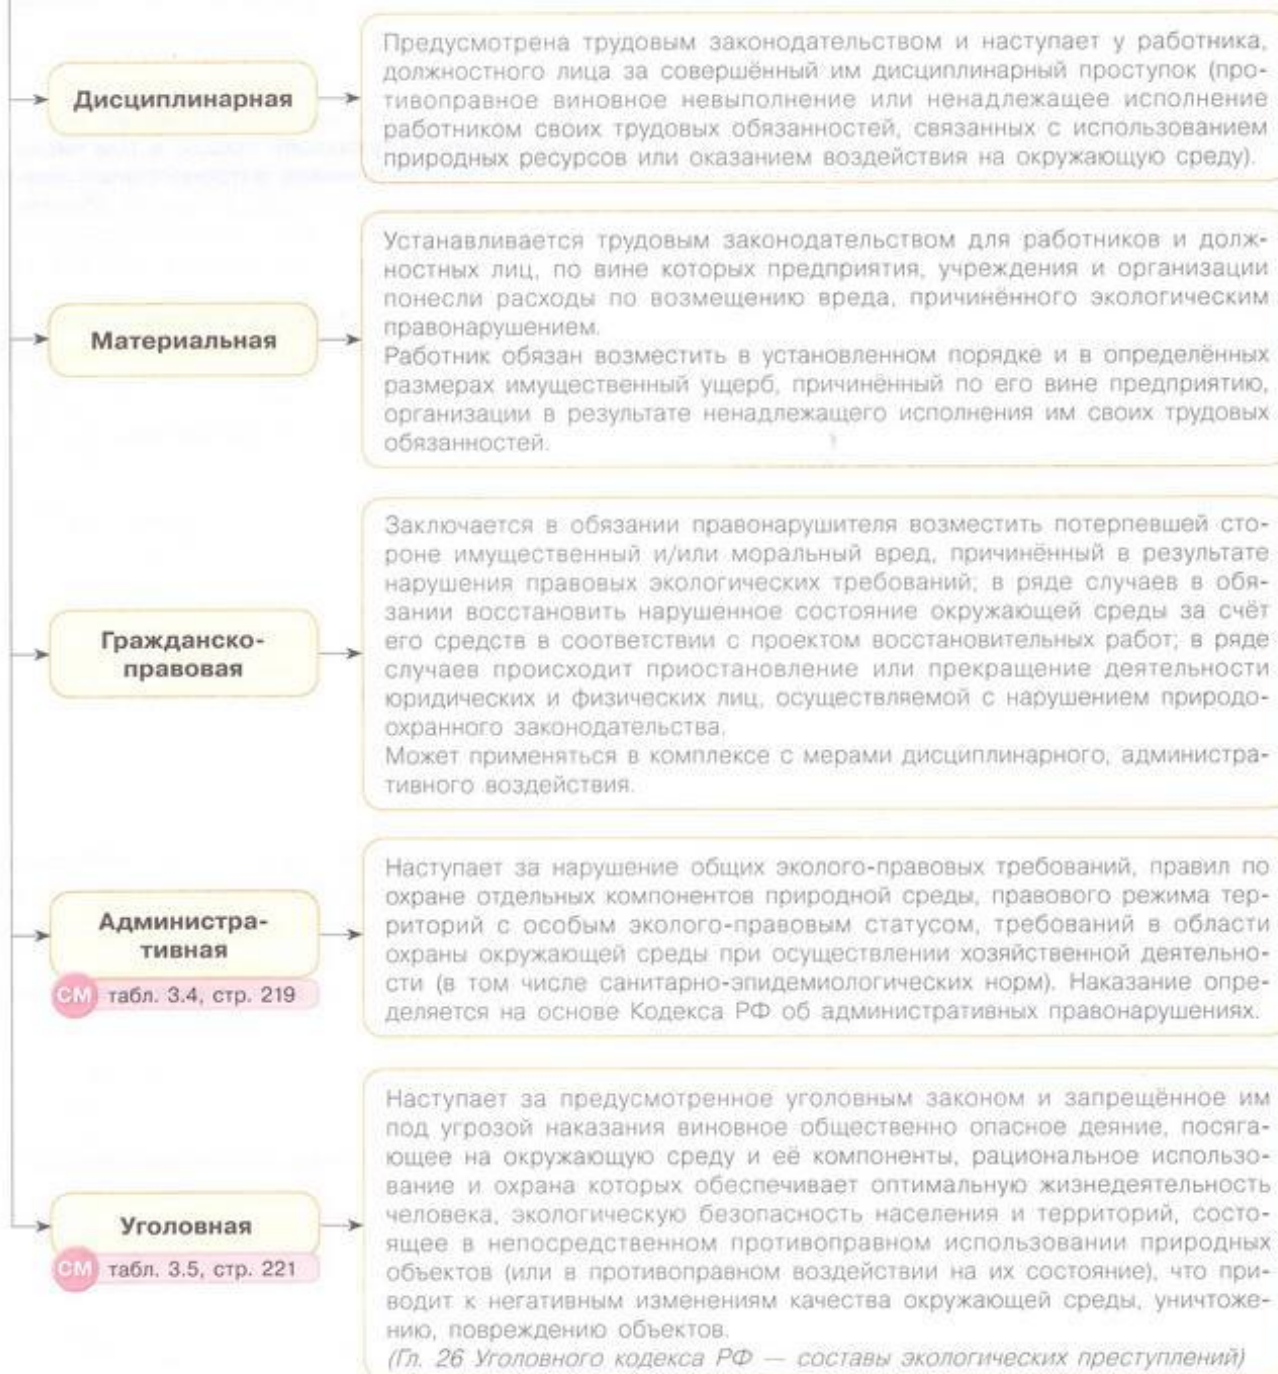 Дисциплинарная
Предусмотрена трудовым законодательством и наступает у работника,
должностного лица за совершённый им дисциплинарный проступок (про-
тивоправное виновное невыполнение или ненадлежащее исполнение
работником своих трудовых обязанностей, связанных с использованием
природных ресурсов или оказанием воздействия на окружающую среду).
Материальная
Устанавливается трудовым законодательством для работников и долж-
ностных лиц, по вине которых предприятия, учреждения и организации
понесли расходы по возмещению вреда, причинённого экологическим
правонарушением.
Работник обязан возместить в установленном порядке и в определённых
размерах имущественный ущерб, причинённый по его вине предприятию,
организации в результате ненадлежащего исполнения им своих трудовых
обязанностей.
Гражданско-
правовая
Заключается в обязании правонарушителя возместить потерпевшей сто-
роне имущественный и/или моральный вред, причинённый в результате
нарушения правовых экологических требований; в ряде случаев в обя-
зании восстановить нарушенное состояние окружающей среды за счёт
его средств в соответствии с проектом восстановительных работ; в ряде
случаев происходит приостановление или прекращение деятельности
юридических и физических лиц, осуществляемой с нарушением природо-
охранного законодательства.
Может применяться в комплексе с мерами дисциплинарного, администра-
тивного воздействия.
Администра-
тивная
СМ табл. 3.4, стр. 219
Наступает за нарушение общих эколого-правовых требований, правил по
охране отдельных компонентов природной среды, правового режима тер-
риторий с особым эколого-правовым статусом, требований в области
охраны окружающей среды при осуществлении хозяйственной деятельно-
сти (в том числе санитарно-эпидемиологических норм). Наказание опре-
деляется на основе Кодекса РФ об административных правонарушениях.
Уголовная
СМ табл. 3.5, стр. 221
Наступает за предусмотренное уголовным законом и запрещённое им
под угрозой наказания виновное общественно опасное деяние, посяга-
ющее на окружающую среду и её компоненты, рациональное использо-
вание и охрана которых обеспечивает оптимальную жизнедеятельность
человека, экологическую безопасность населения и территорий, состо-
ящее в непосредственном противоправном использовании природных
объектов (или в противоправном воздействии на их состояние), что при-
водит к негативным изменениям качества окружающей среды, уничтоже-
нию, повреждению объектов.
(Гл. 26 Уголовного кодекса РФ — составы экологических преступлений)